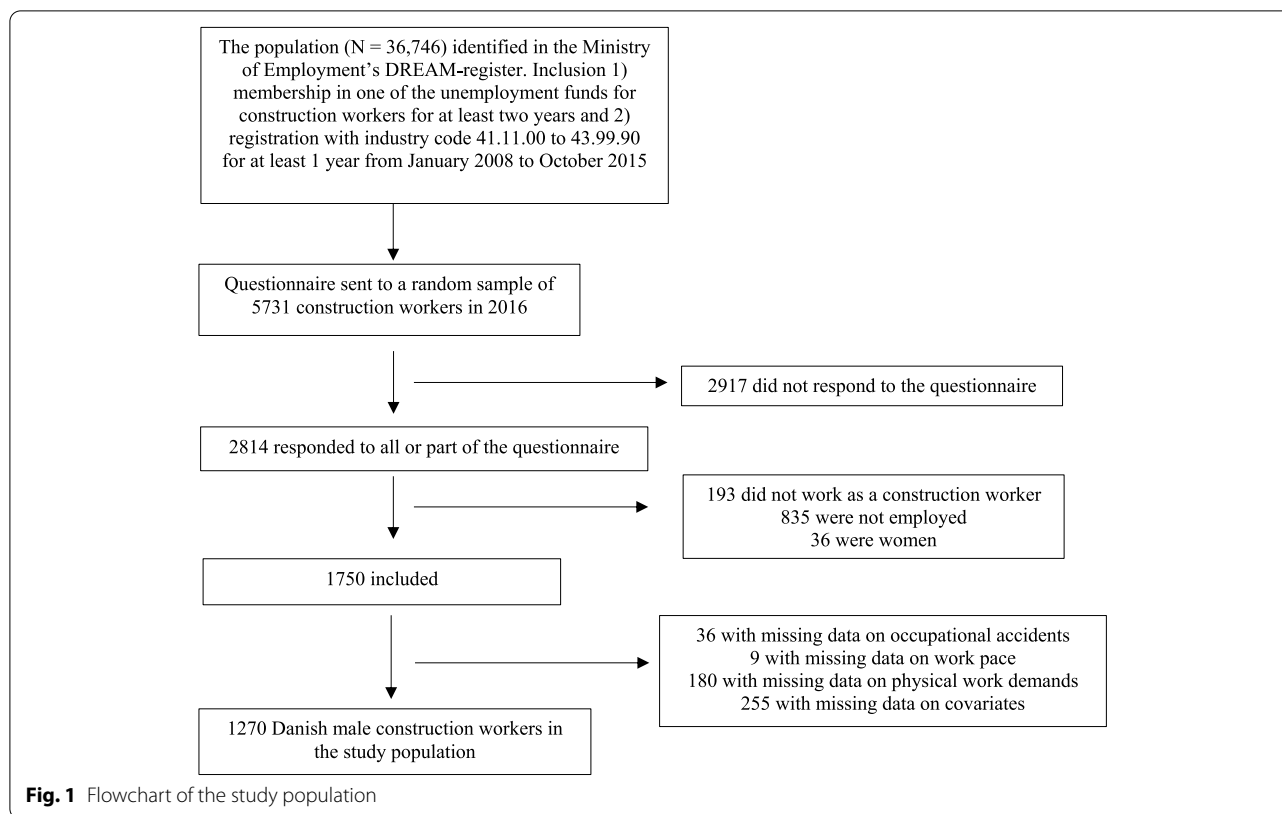 The population (N = 36,746) identified in the Ministry
of Employment's DREAM-register. Inclusion 1)
membership in one of the unemployment funds for
construction workers for at least two years and 2)
registration with industry code 41.11.00 to 43.99.90
for at least 1 year from January 2008 to October 2015
Questionnaire sent to a random sample of
5731 construction workers in 2016
2917 did not respond to the questionnaire
2814 responded to all or part of the questionnaire
193 did not work as a construction worker
835 were not employed
36 were women
1750 included
36 with missing data on occupational accidents
9 with missing data on work pace
180 with missing data on physical work demands
255 with missing data on covariates
1270 Danish male construction workers in
the study population
Fig. 1 Flowchart of the study population